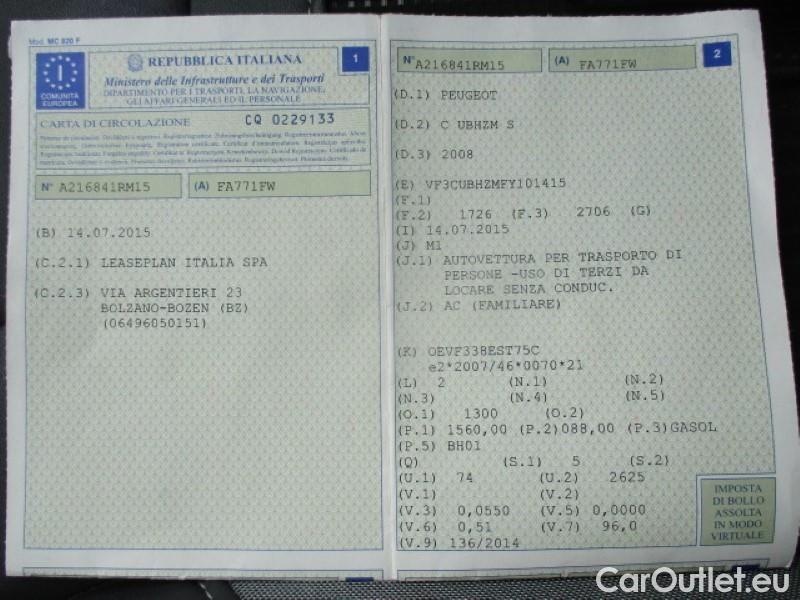 Mod. MC 820 F
I
COMUNITÀ
EUROPEA
REPUBBLICA ITALIANA
1
Ministero delle Infrastrutture e dei Trasporti
DIPARTIMENTO PER I TRASPORTI, LA NAVIGAZIONE,
GLI AFFARI GENERALI ED IL PERSONALE
CARTA DI CIRCOLAZIONE CQ 0229133
N° A216841RM15 (A) FA771FW
(B) 14.07.2015
(C.2.1) LEASEPLAN ITALIA SPA
(C.2.3) VIA ARGENTIERI 23
BOLZANO-BOZEN (BZ)
(06496050151)
N° A216841RM15 (A) FA771FW 2
(D.1) PEUGEOT
(D.2) C UBHZM S
(D.3) 2008
(E) VF3CUBHZMFY101415
(F.1)
(F.2) 1726 (F.3) 2706 (G)
(I) 14.07.2015
(J) M1
(J.1) AUTOVETTURA PER TRASPORTO DI
PERSONE -USO DI TERZI DA
LOCARE SENZA CONDUC.
(J.2) AC (FAMILIARE)
(K) OEVF338EST75C
e2*2007/46*0070*21
(L) 2 (N.1) (N.2)
(N.3) (N.4) (N.5)
(O.1) 1300 (O.2)
(P.1) 1560,00 (P.2)088,00 (P.3)GASOL
(P.5) BH01
(Q) (S.1) 5 (S.2)
(U.1) 74 (U.2) 2625
(V.1) (V.2)
(V.3) 0,0550 (V.5) 0,0000
(V.6) 0,51 (V.7) 96,0
(V.9) 136/2014
IMPOSTA
DI BOLLO
ASSOLTA
IN MODO
VIRTUALE
CarOutlet.eu